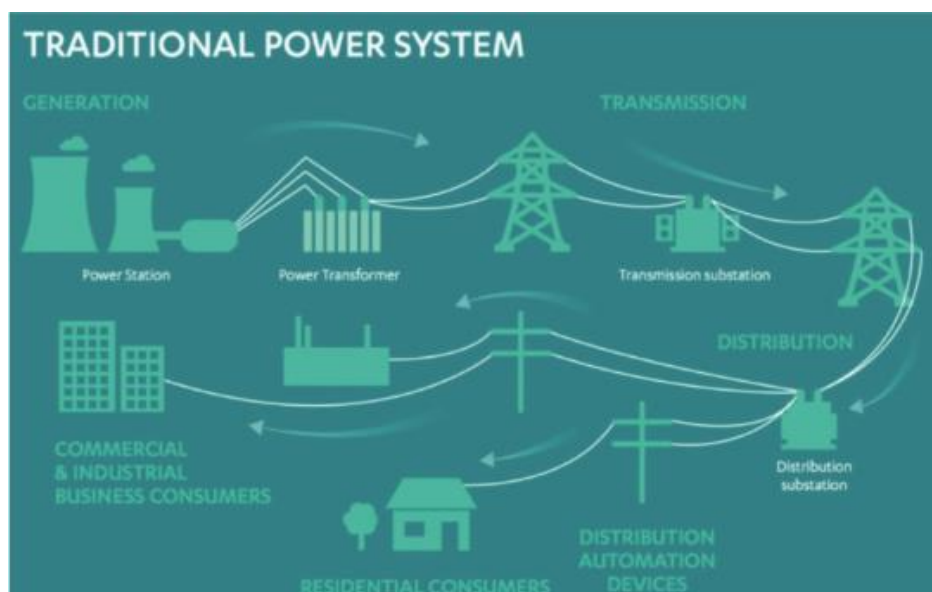 TRADITIONAL POWER SYSTEM
GENERATION
TRANSMISSION
Power Station
Power Transformer
Transmission substation
DISTRIBUTION
COMMERCIAL
& INDUSTRIAL
BUSINESS CONSUMERS
Distribution
substation
DISTRIBUTION
AUTOMATION
DEVICES
RESIDENTIAL CONSUMERS